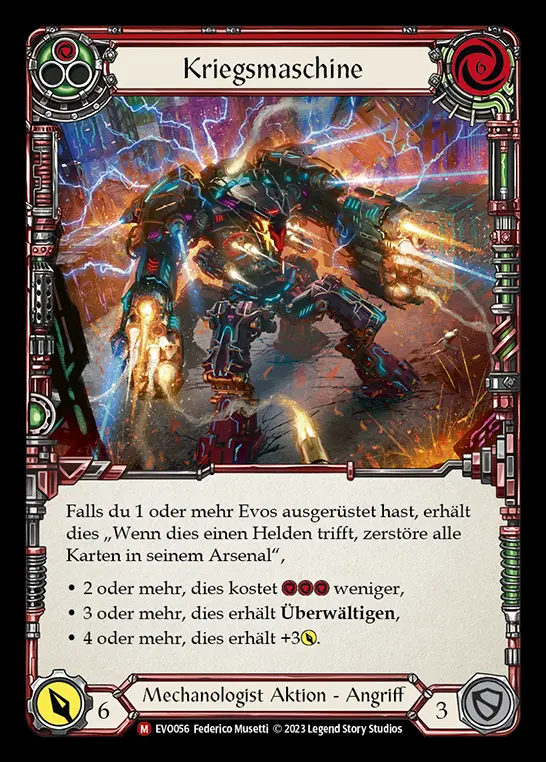 Kriegsmaschine
6
Falls du 1 oder mehr Evos ausgerüstet hast, erhält
dies „Wenn dies einen Helden trifft, zerstöre alle
Karten in seinem Arsenal“,
• 2 oder mehr, dies kostet weniger,
• 3 oder mehr, dies erhält Überwältigen,
• 4 oder mehr, dies erhält +3.
6
Mechanologist Aktion - Angriff
3
M EVO056 Federico Musetti © 2023 Legend Story Studios